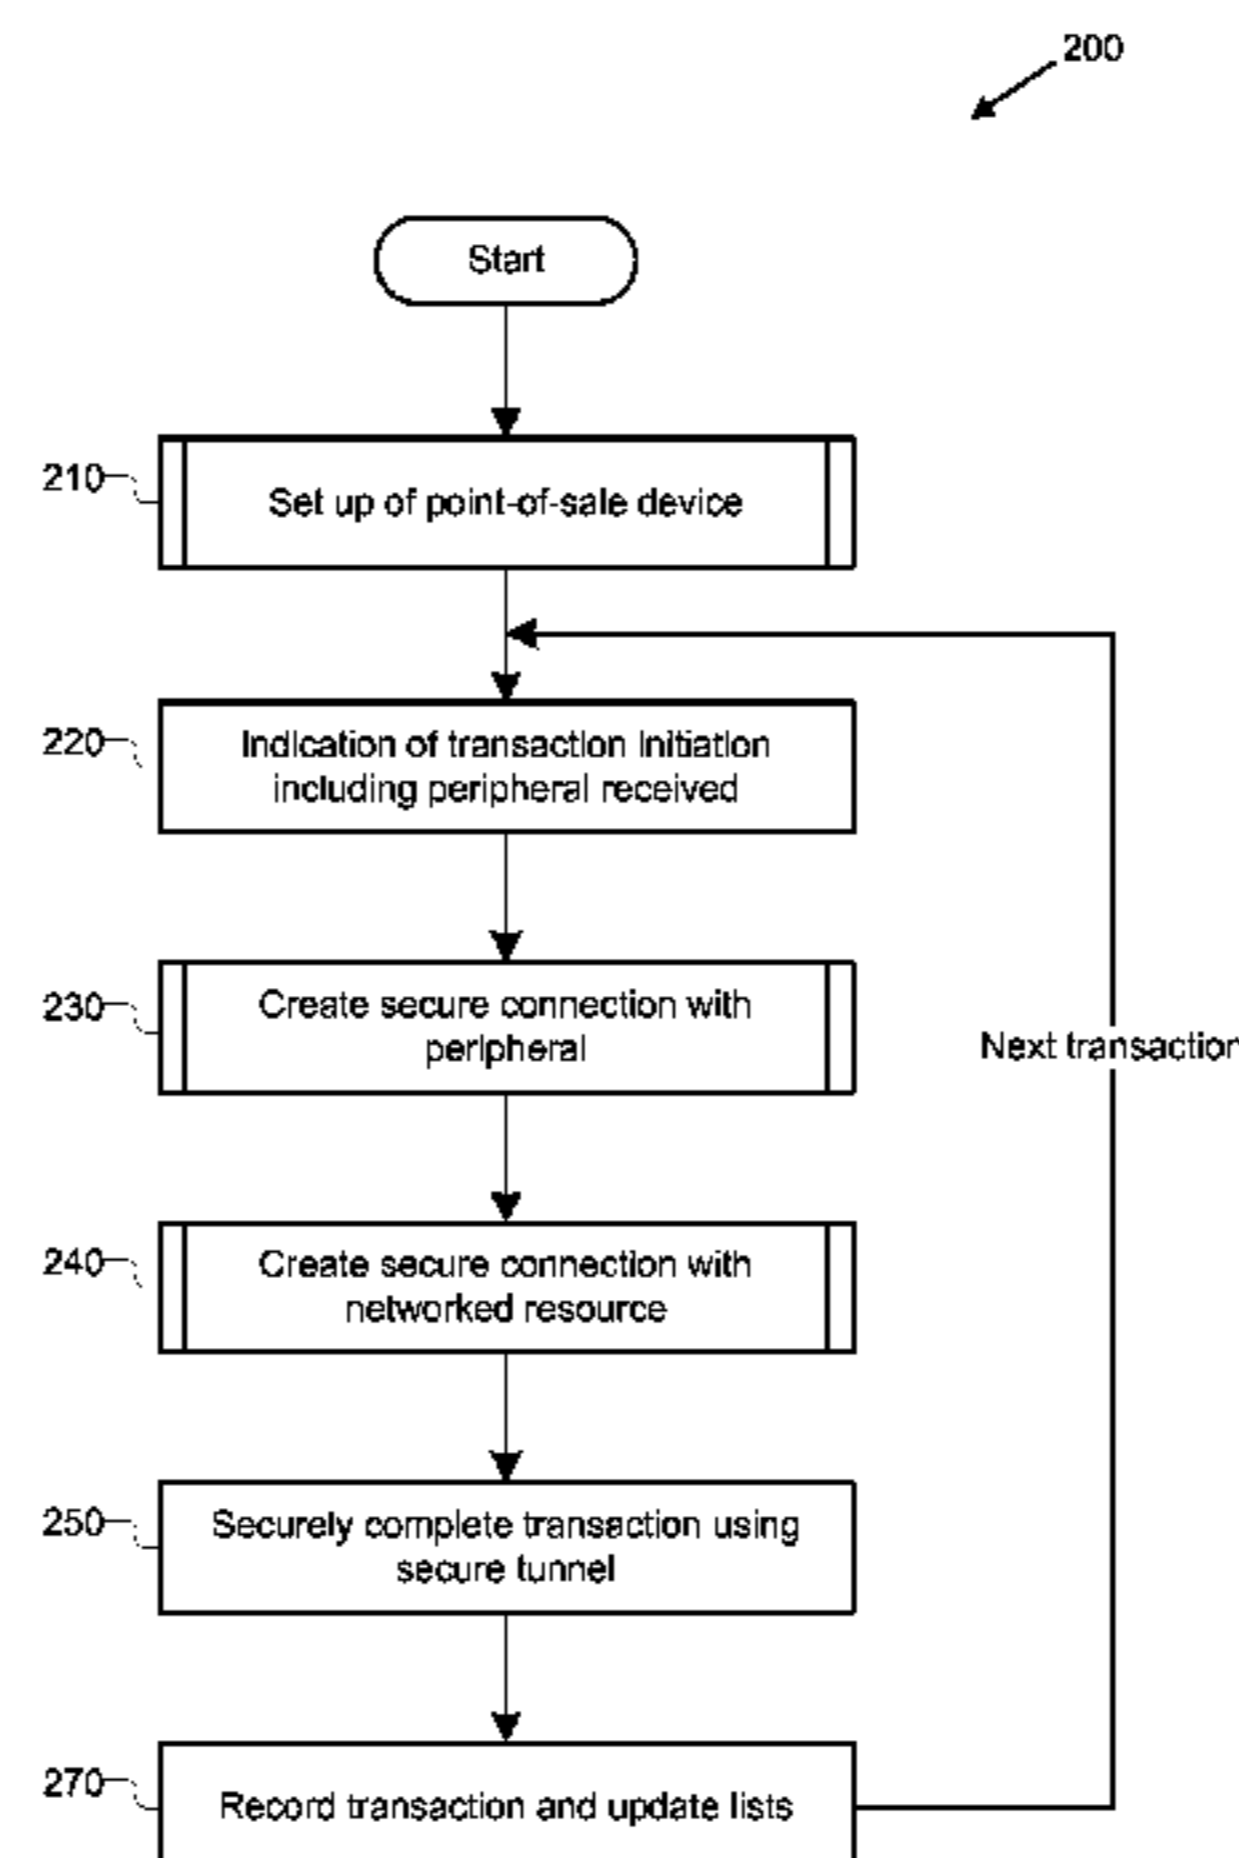 200
Start
210
Set up of point-of-sale device
220
Indication of transaction initiation
including peripheral received
230
Create secure connection with
peripheral
Next transaction
240
Create secure connection with
networked resource
250
Securely complete transaction using
secure tunnel
270
Record transaction and update lists